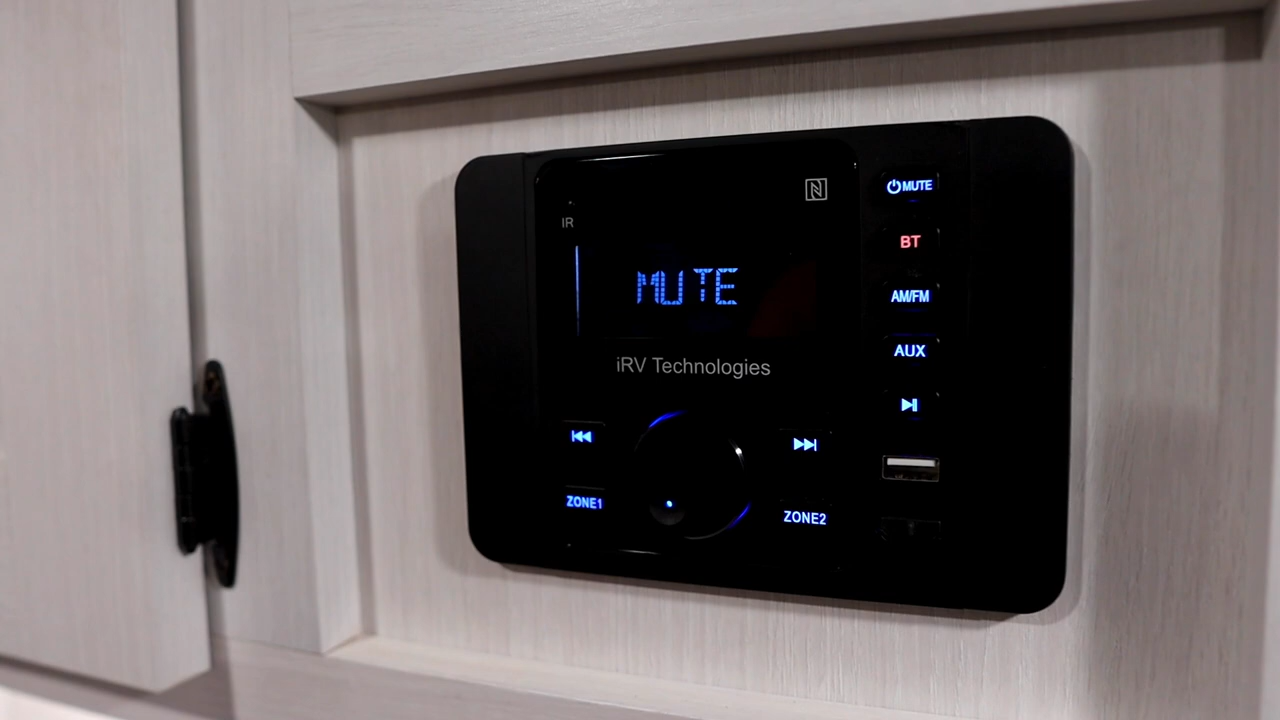 IR
MUTE
iRV Technologies
ZONE1
ZONE2
MUTE
BT
AM/FM
AUX